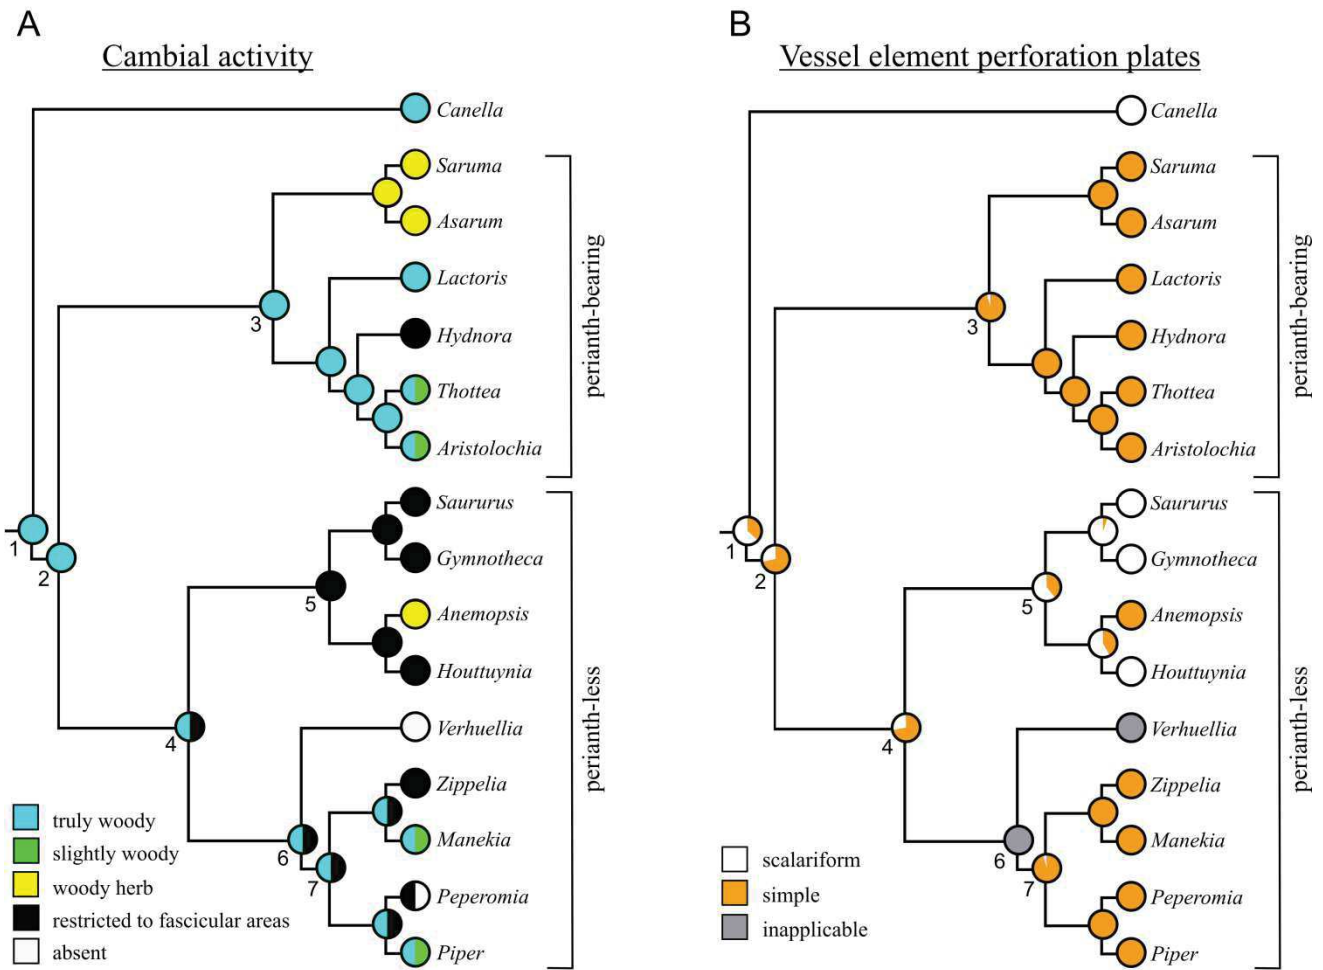 A
Cambial activity
Canella
Saruma
Asarum
Lactoris
Hydnora
Thottea
Aristolochia
Saururus
Gymnotheca
Anemopsis
Houttuynia
Verhuellia
Zippelia
Manekia
Peperomia
Piper
1
2
3
4
5
6
7
perianth-bearing
perianth-less
truly woody
slightly woody
woody herb
restricted to fascicular areas
absent
B
Vessel element perforation plates
Canella
Saruma
Asarum
Lactoris
Hydnora
Thottea
Aristolochia
Saururus
Gymnotheca
Anemopsis
Houttuynia
Verhuellia
Zippelia
Manekia
Peperomia
Piper
1
2
3
4
5
6
7
perianth-bearing
perianth-less
scalariform
simple
inapplicable